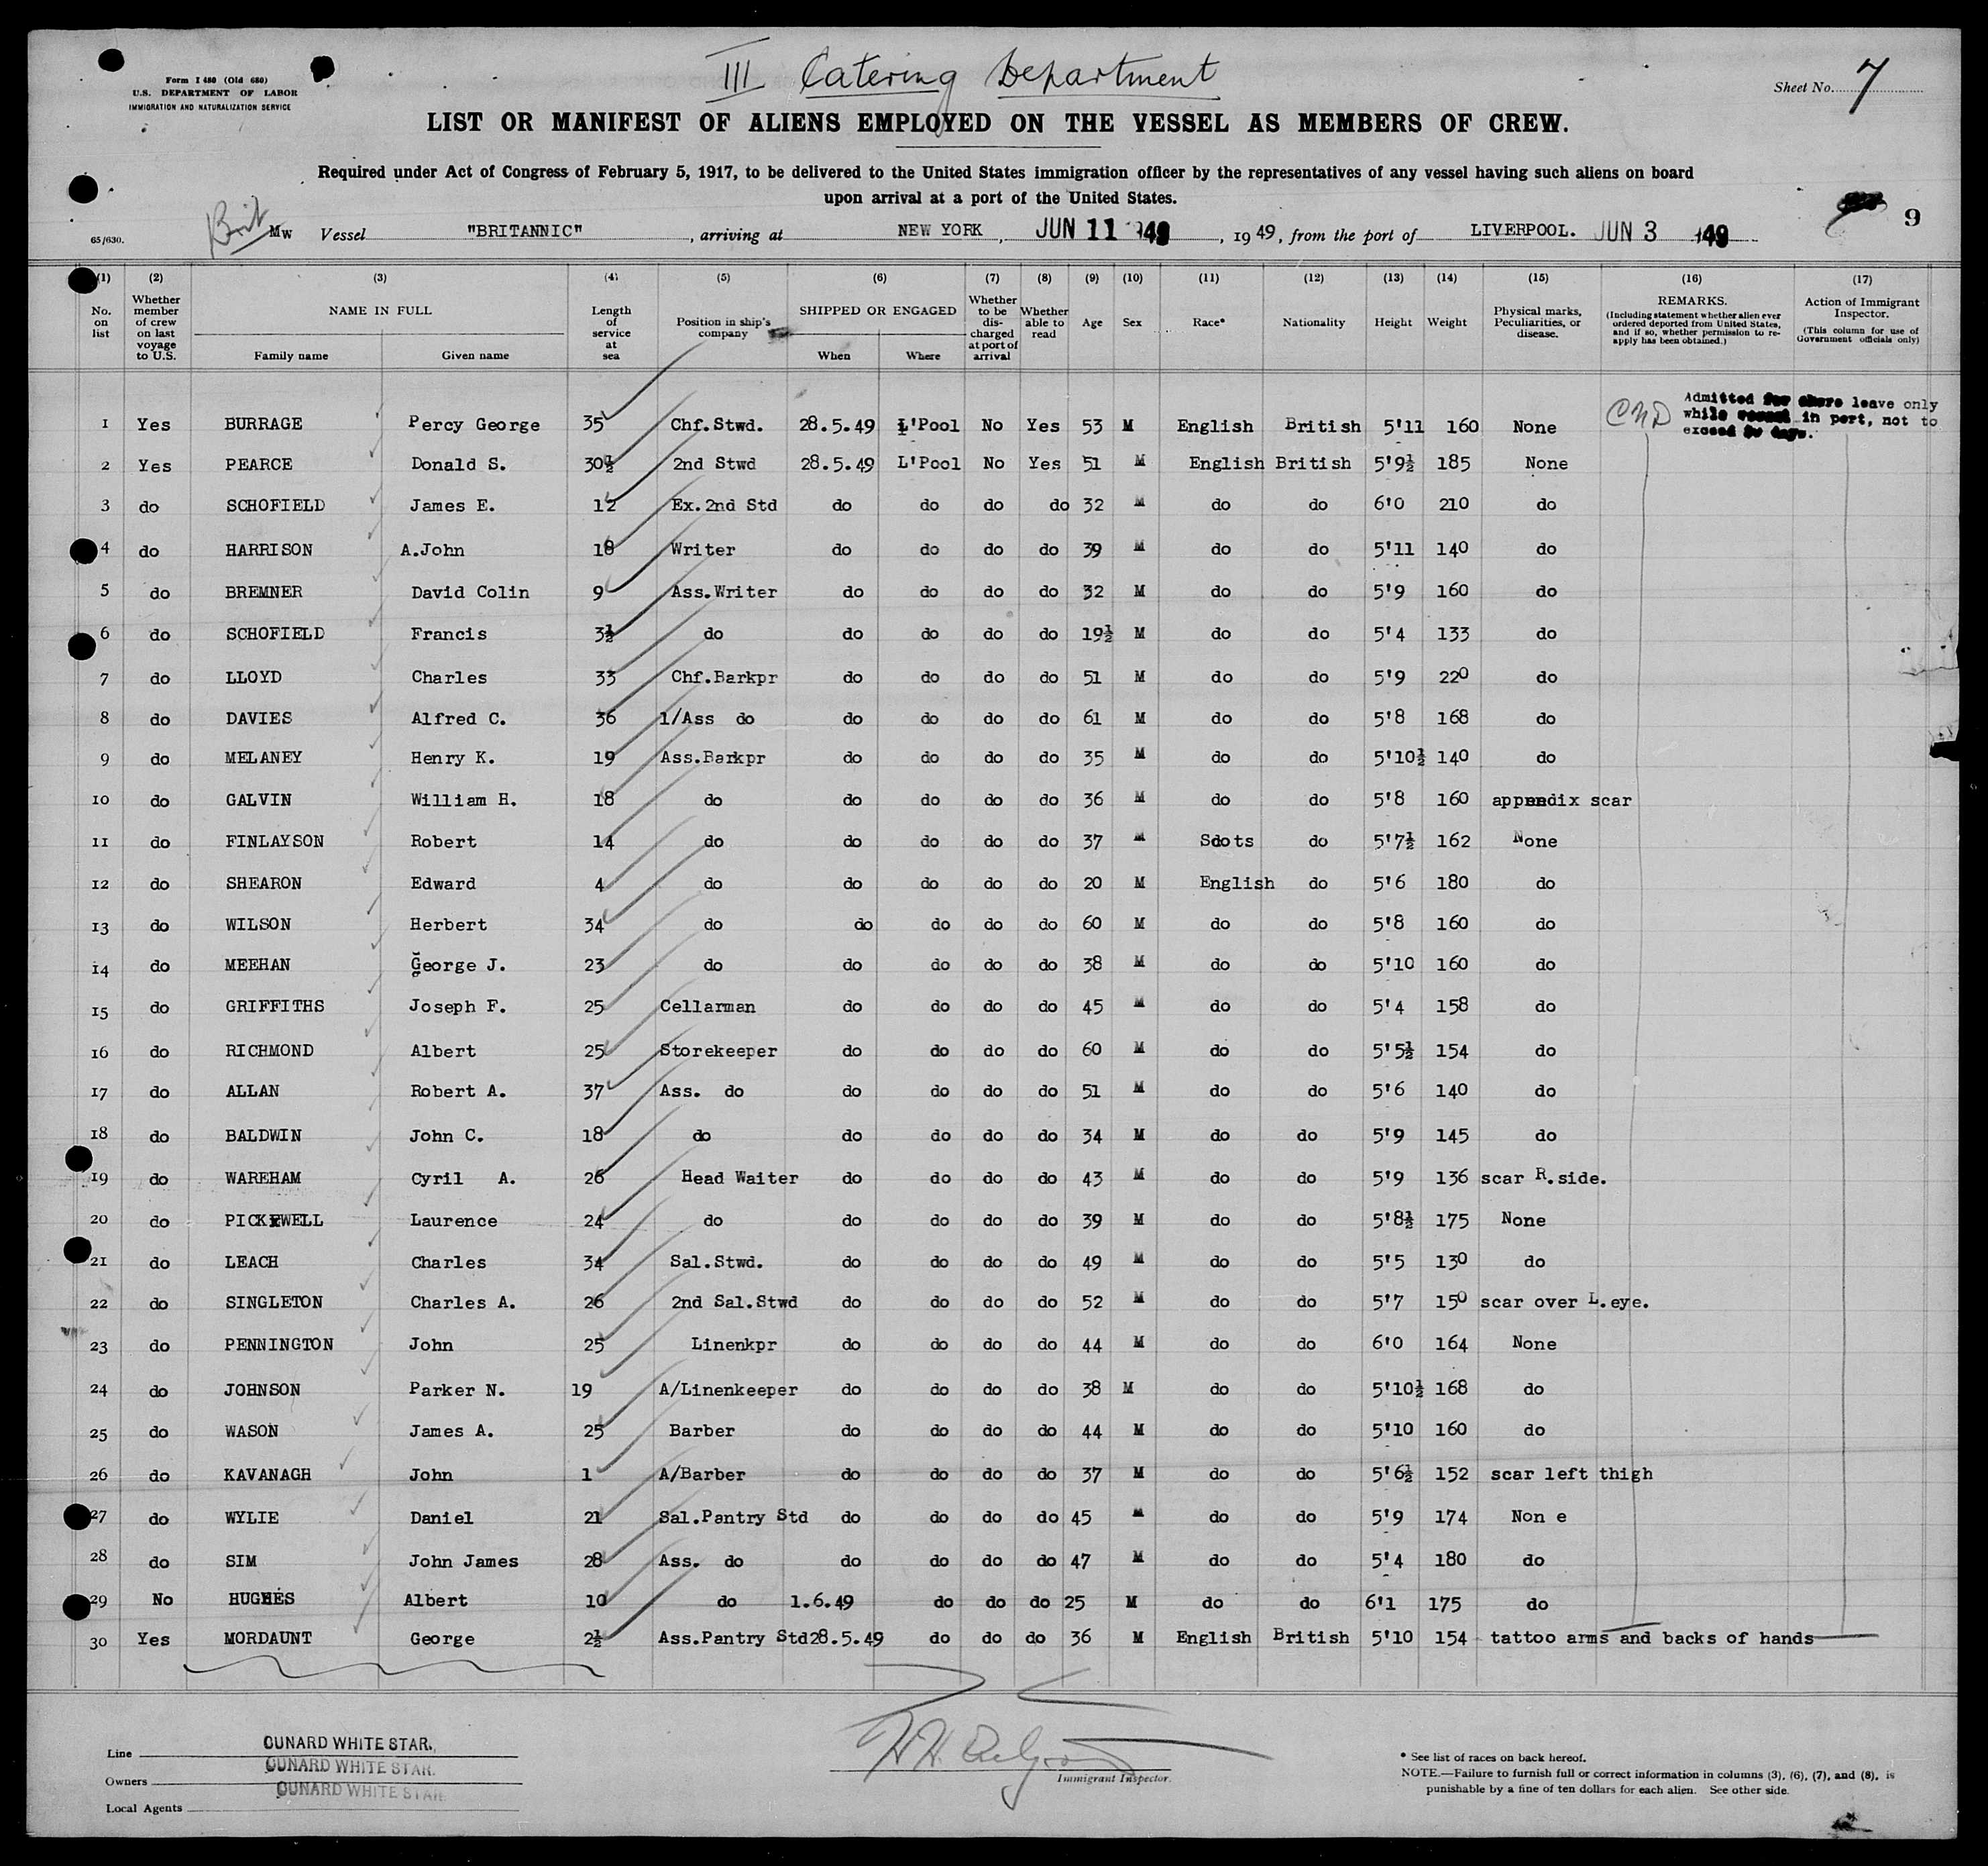 III Catering Department
Form I 480 (Old 680)
U.S. DEPARTMENT OF LABOR
IMMIGRATION AND NATURALIZATION SERVICE
Sheet No. 7
LIST OR MANIFEST OF ALIENS EMPLOYED ON THE VESSEL AS MEMBERS OF CREW.
Required under Act of Congress of February 5, 1917, to be delivered to the United States immigration officer by the representatives of any vessel having such aliens on board
upon arrival at a port of the United States.
9
65/630. Brit Mw Vessel "BRITANNIC", arriving at NEW YORK, JUN 11 1949, 1949, from the port of LIVERPOOL. JUN 3 1949
(1) (2) (3) (4) (5) (6) (7) (8) (9) (10) (11) (12) (13) (14) (15) (16) (17)
No. on list Whether member of crew on last voyage to U.S. NAME IN FULL Family name Given name Length of service at sea Position in ship's company SHIPPED OR ENGAGED When Where Whether to be discharged at port of arrival Whether able to read Age Sex Race* Nationality Height Weight Physical marks, Peculiarities, or disease. REMARKS. (Including statement whether alien ever ordered deported from United States, and if so, whether permission to re-apply has been obtained.) Action of Immigrant Inspector. (This column for use of Government officials only)
1 Yes BURRAGE Percy George 35 Chf.Stwd. 28.5.49 L'Pool No Yes 53 M English British 5'11 160 None Admitted for shore leave only while vessel in port, not to exceed
2 Yes PEARCE Donald S. 30½ 2nd Stwd 28.5.49 L'Pool No Yes 51 M English British 5'9½ 185 None
3 do SCHOFIELD James E. 12 Ex.2nd Std do do do do 32 M do do 6'0 210 do
4 do HARRISON A.John 18 Writer do do do do 39 M do do 5'11 140 do
5 do BREMNER David Colin 9 Ass.Writer do do do do 32 M do do 5'9 160 do
6 do SCHOFIELD Francis 3½ do do do do do 19½ M do do 5'4 133 do
7 do LLOYD Charles 33 Chf.Barkpr do do do do 51 M do do 5'9 220 do
8 do DAVIES Alfred C. 36 1/Ass do do do do do 61 M do do 5'8 168 do
9 do MELANEY Henry K. 19 Ass.Barkpr do do do do 35 M do do 5'10½ 140 do
10 do GALVIN William H. 18 do do do do do 36 M do do 5'8 160 appendix scar
11 do FINLAYSON Robert 14 do do do do do 37 M Scots do 5'7½ 162 None
12 do SHEARON Edward 4 do do do do do 20 M English do 5'6 180 do
13 do WILSON Herbert 34 do do do do do 60 M do do 5'8 160 do
14 do MEEHAN George J. 23 do do do do do 38 M do do 5'10 160 do
15 do GRIFFITHS Joseph F. 25 Cellarman do do do do 45 M do do 5'4 158 do
16 do RICHMOND Albert 25 Storekeeper do do do do 60 M do do 5'5½ 154 do
17 do ALLAN Robert A. 37 Ass. do do do do do 51 M do do 5'6 140 do
18 do BALDWIN John C. 18 do do do do do 34 M do do 5'9 145 do
19 do WAREHAM Cyril A. 26 Head Waiter do do do do 43 M do do 5'9 136 scar R.side.
20 do PICKWELL Laurence 24 do do do do do 39 M do do 5'8½ 175 None
21 do LEACH Charles 34 Sal.Stwd. do do do do 49 M do do 5'5 130 do
22 do SINGLETON Charles A. 26 2nd Sal.Stwd do do do do 52 M do do 5'7 150 scar over L.eye.
23 do PENNINGTON John 25 Linenkpr do do do do 44 M do do 6'0 164 None
24 do JOHNSON Parker N. 19 A/Linenkeeper do do do do 38 M do do 5'10½ 168 do
25 do WASON James A. 25 Barber do do do do 44 M do do 5'10 160 do
26 do KAVANAGH John 1 A/Barber do do do do 37 M do do 5'6½ 152 scar left thigh
27 do WYLIE Daniel 21 Sal.Pantry Std do do do do 45 M do do 5'9 174 Non e
28 do SIM John James 28 Ass. do do do do do 47 M do do 5'4 180 do
29 No HUGHES Albert 10 do 1.6.49 do do do 25 M do do 6'1 175 do
30 Yes MORDAUNT George 2½ Ass.Pantry Std 28.5.49 do do do 36 M English British 5'10 154 tattoo arms and backs of hands
Line CUNARD WHITE STAR.
Owners CUNARD WHITE STAR.
Local Agents CUNARD WHITE STAR.
Immigrant Inspector.
* See list of races on back hereof.
NOTE.—Failure to furnish full or correct information in columns (3), (6), (7), and (8), is
punishable by a fine of ten dollars for each alien. See other side.